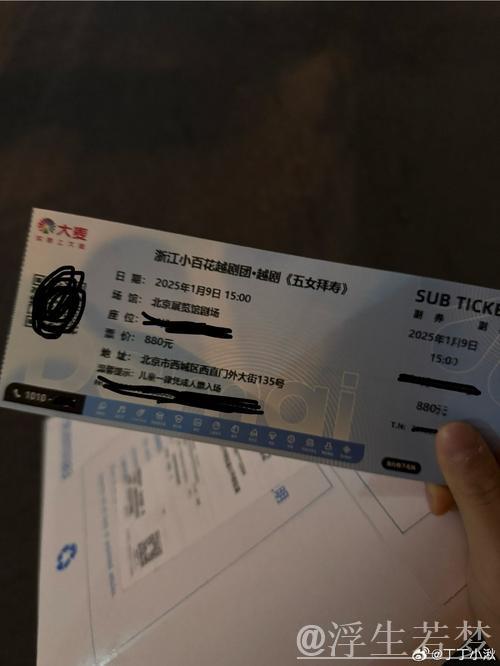 大麦
浙江小百花越剧团·越剧《五女拜寿》
日期： 2025年1月9日 15:00
场馆： 北京展览馆剧场
座位：
票价： 880元
地址： 北京市西城区西直门外大街135号
温馨提示：儿童一律凭成人票入场
1010
SUB TICKE
副 券 副
2025年1月9日
15:00
880元
T.N:
@浮生若梦
@丁丁小湫